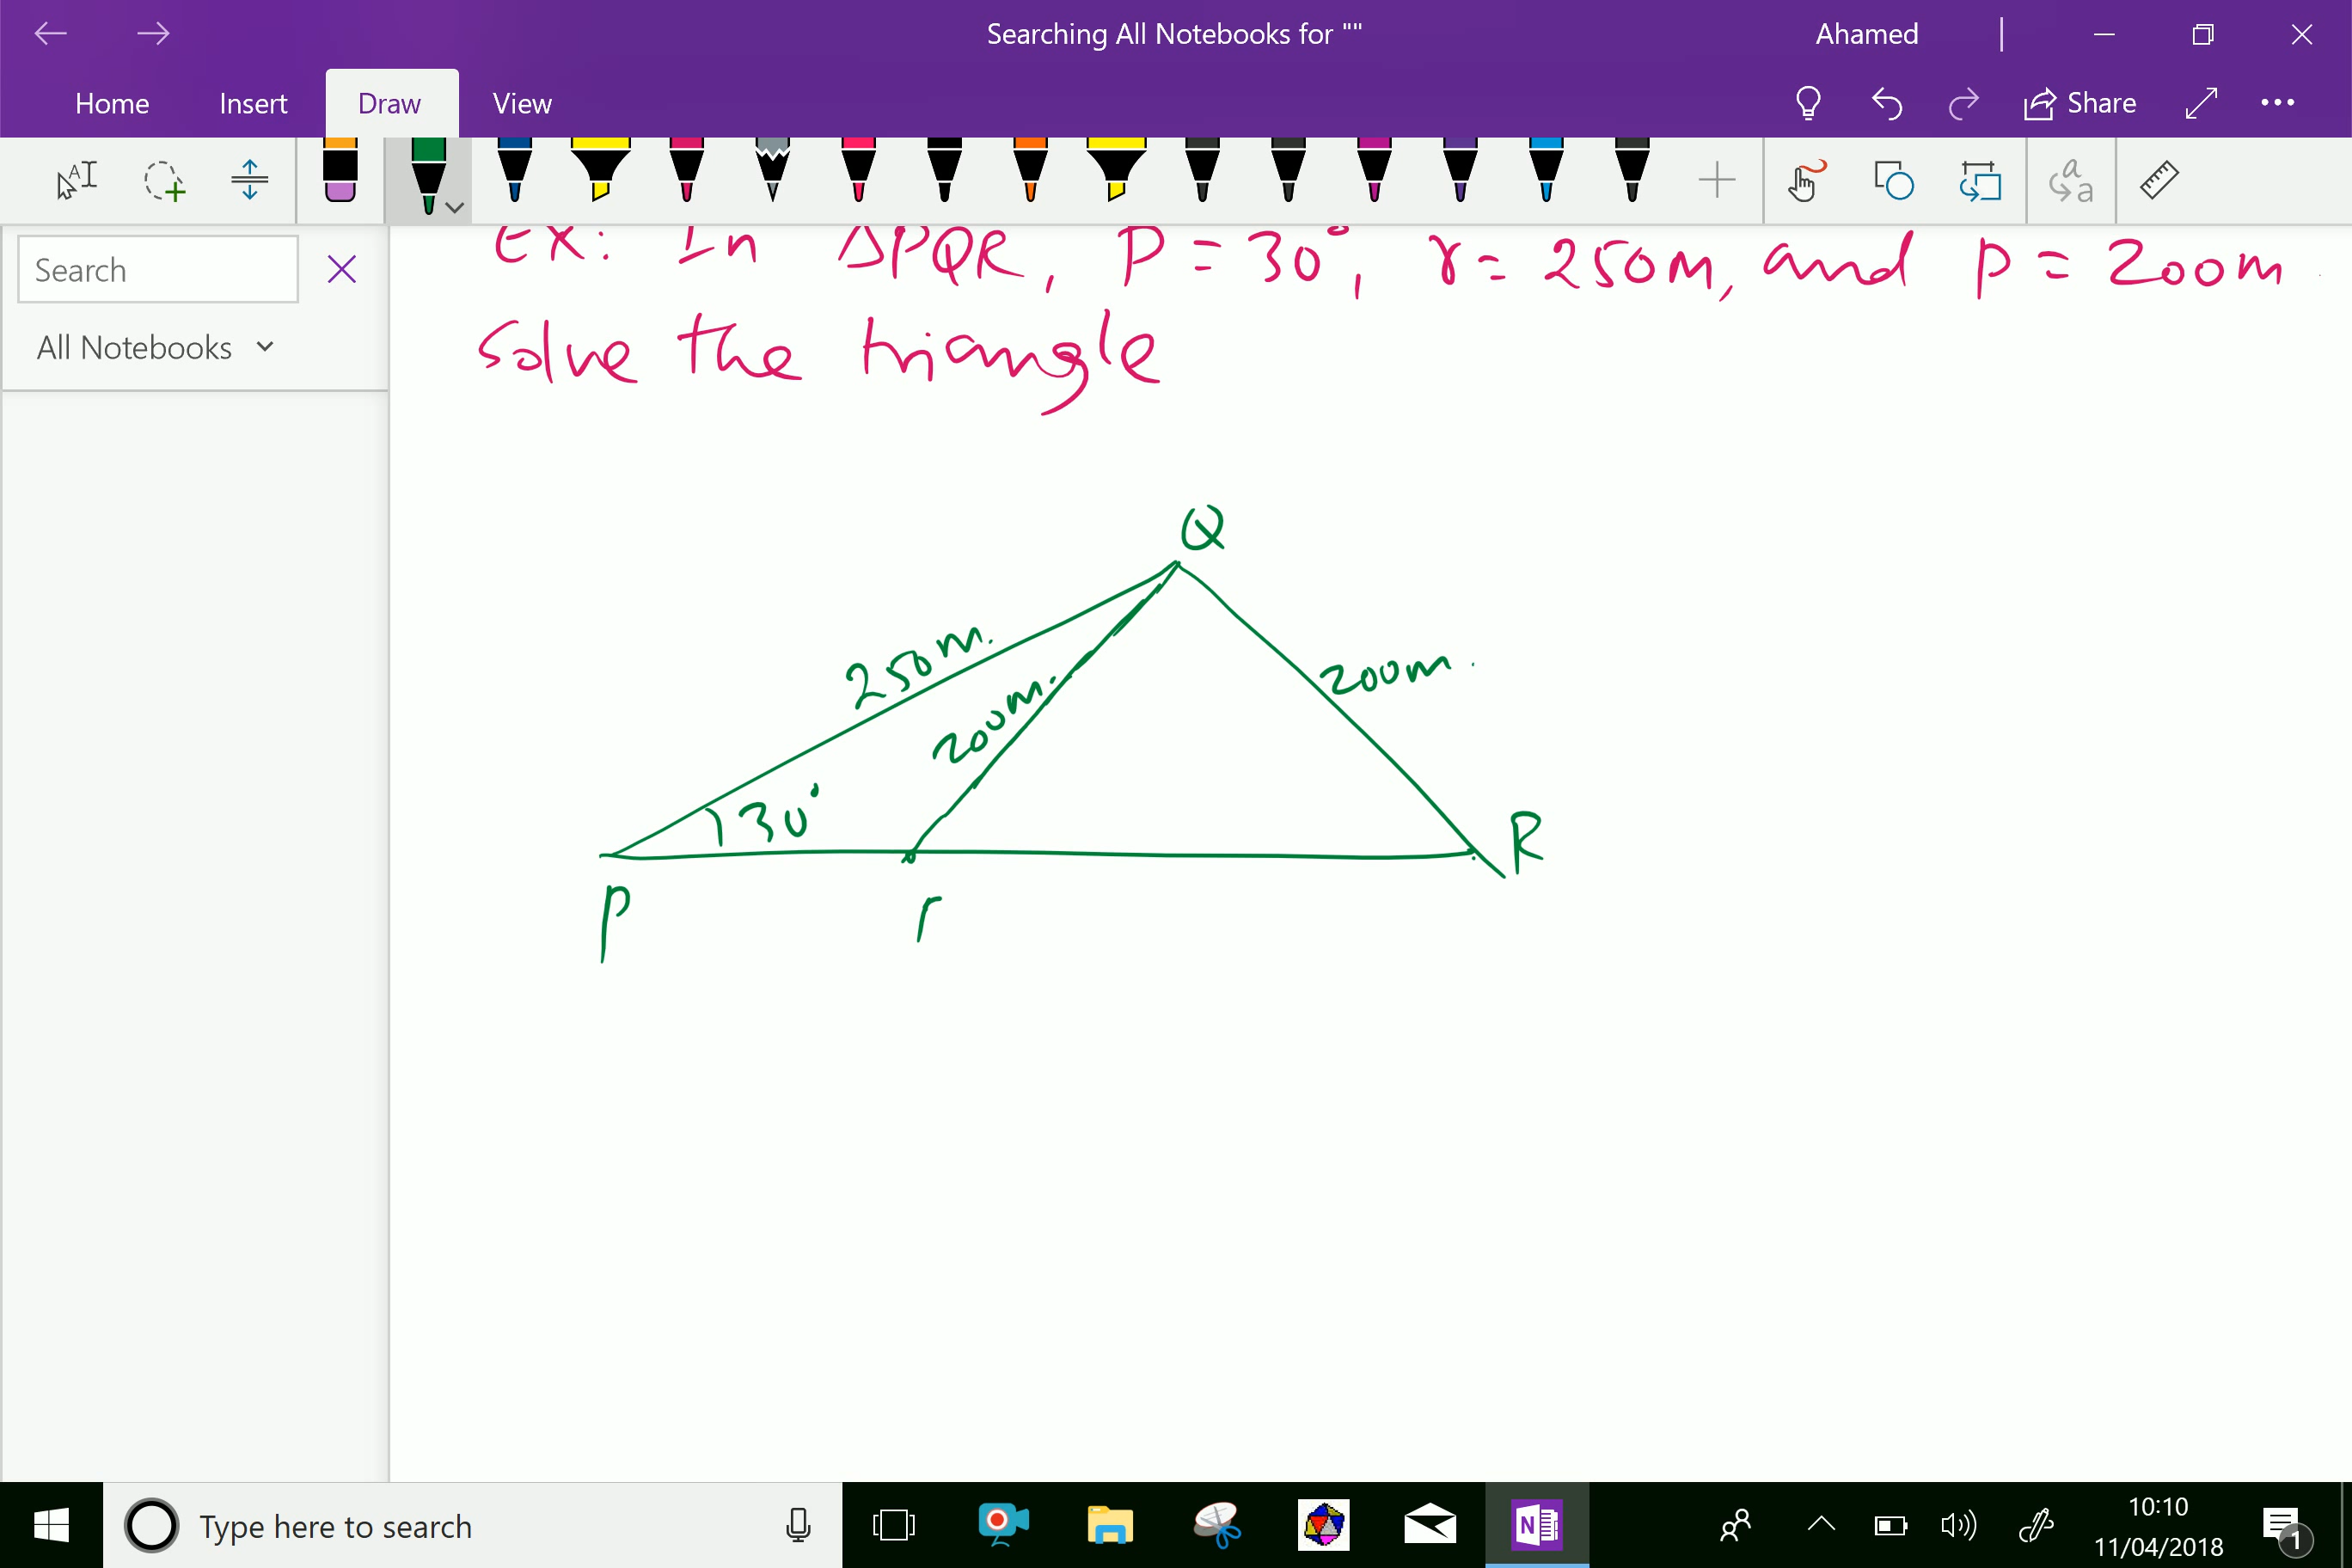 Searching All Notebooks for ""
Ahamed
Home Insert Draw View
Share
Search
All Notebooks
EX: In ΔPQR, P = 30°, r = 250m, and p = 200m
Solve the triangle
Q
250m.
200m.
200m.
30°
R
P
r
Type here to search
N
10:10
11/04/2018
1